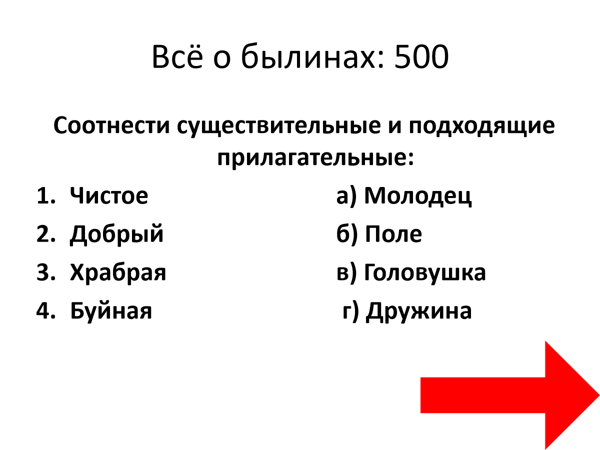 Всё о былинах: 500
Соотнести существительные и подходящие
прилагательные:
1. Чистое а) Молодец
2. Добрый б) Поле
3. Храбрая в) Головушка
4. Буйная г) Дружина